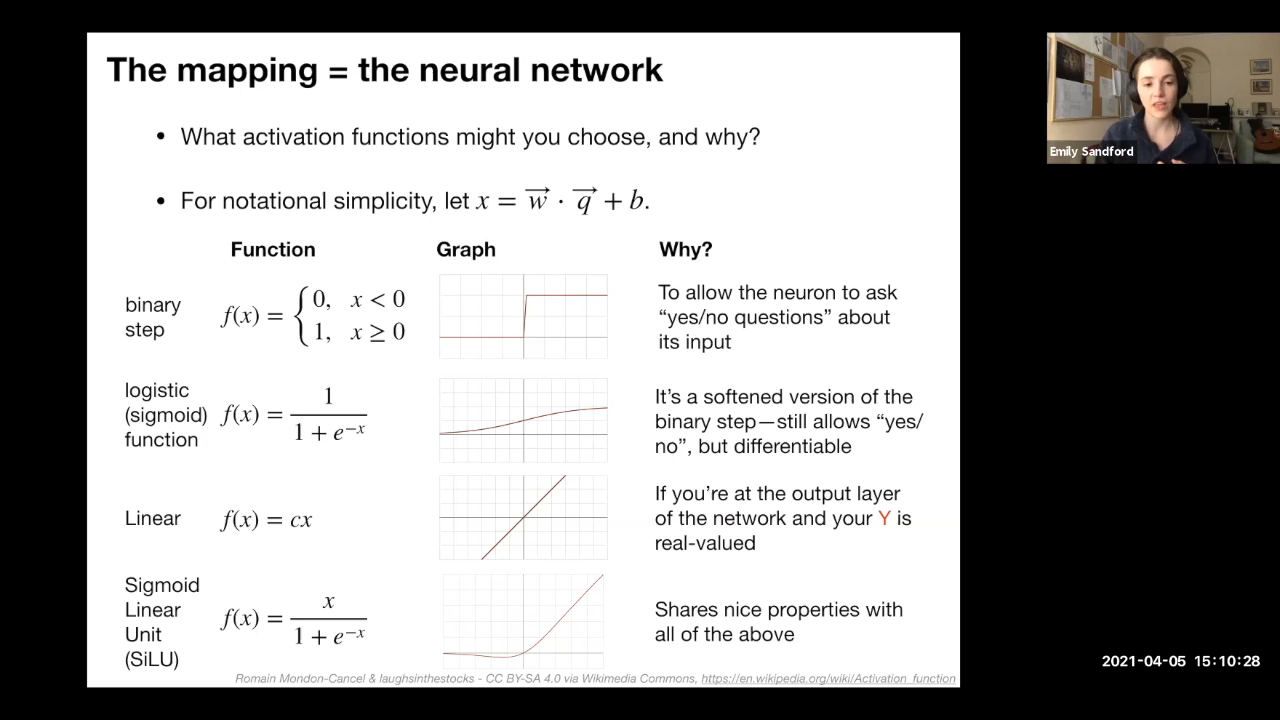 The mapping = the neural network
• What activation functions might you choose, and why?
• For notational simplicity, let x = w⃗ · q⃗ + b.
Function Graph Why?
binary
step
f(x) = { 0, x < 0
1, x ≥ 0
To allow the neuron to ask
“yes/no questions” about
its input
logistic
(sigmoid)
function
f(x) = 1 / (1 + e^{−x})
It’s a softened version of the
binary step—still allows “yes/
no”, but differentiable
Linear
f(x) = cx
If you’re at the output layer
of the network and your Y is
real-valued
Sigmoid
Linear
Unit
(SiLU)
f(x) = x / (1 + e^{−x})
Shares nice properties with
all of the above
Romain Mondon-Cancel & laughsinthestocks - CC BY-SA 4.0 via Wikimedia Commons, https://en.wikipedia.org/wiki/Activation_function
Emily Sandford
2021-04-05 15:10:28